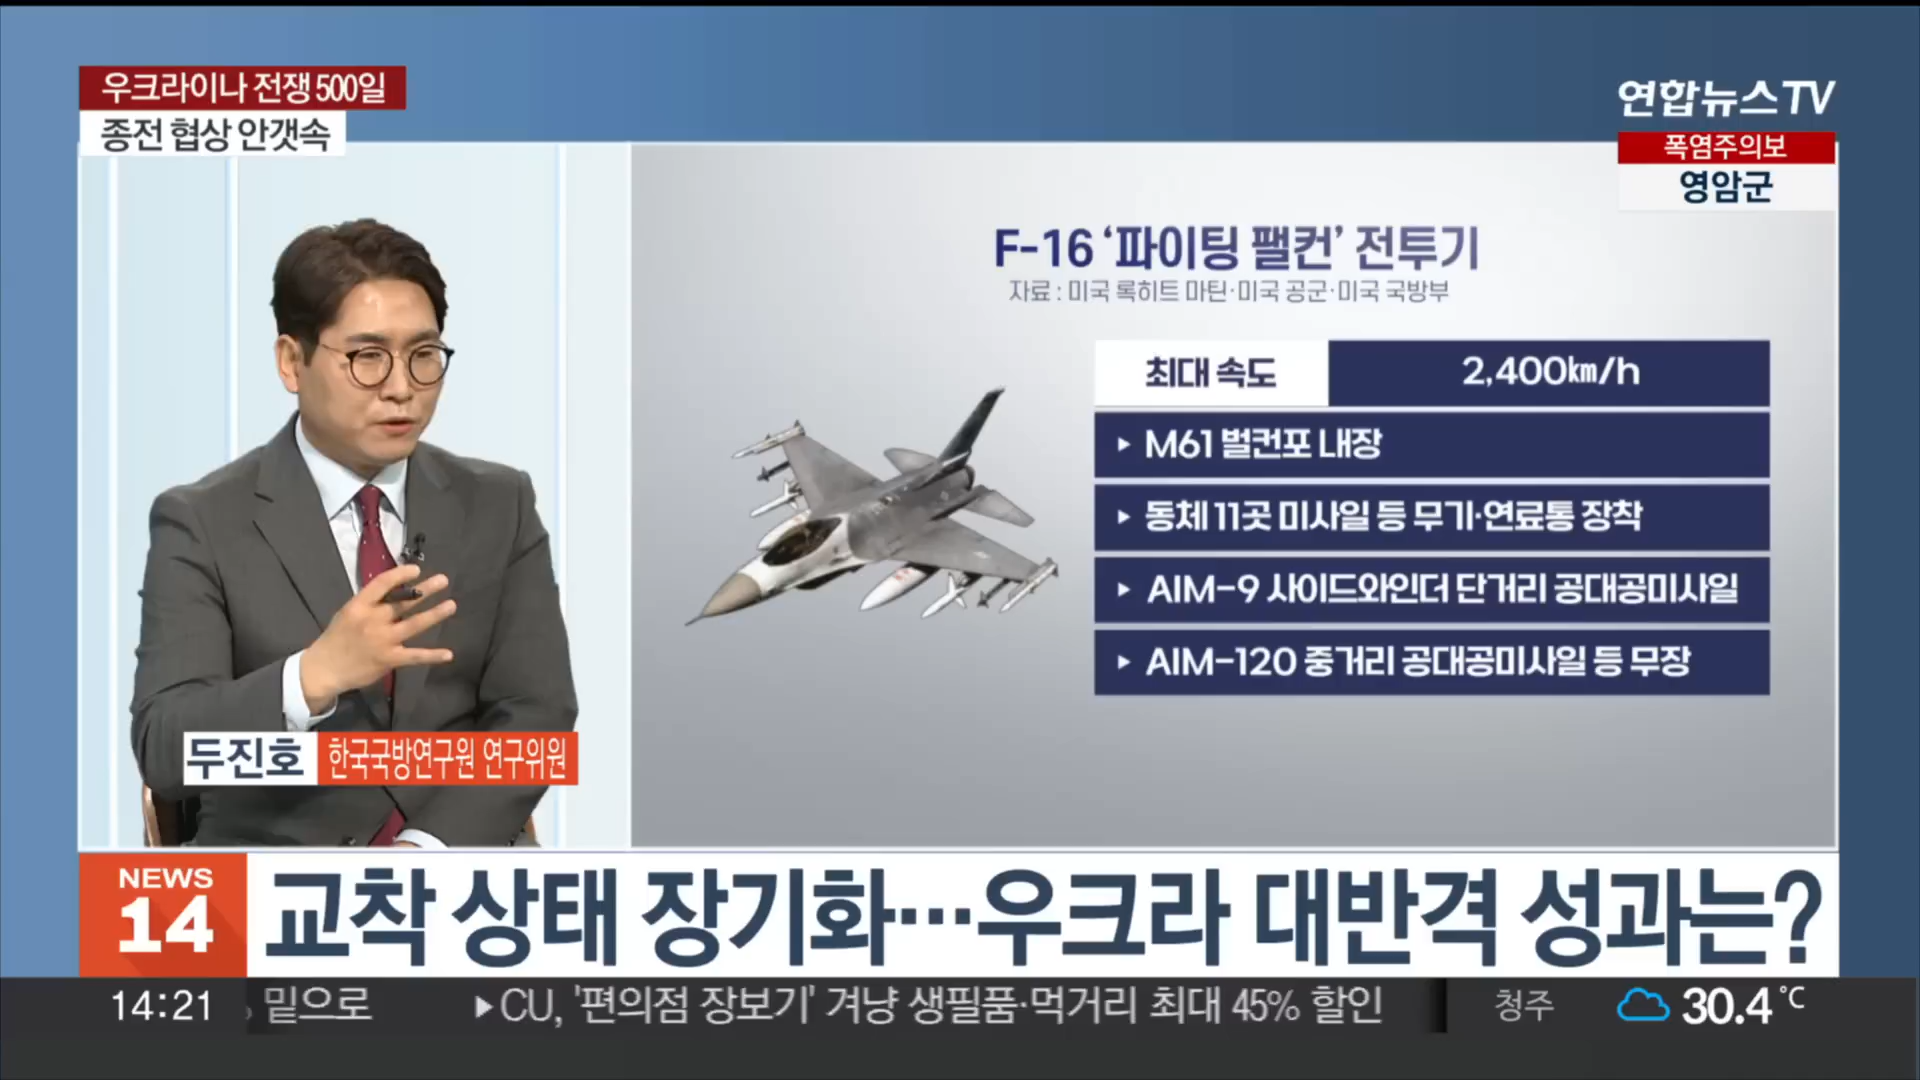 우크라이나 전쟁 500일
종전 협상 안갯속
연합뉴스TV
폭염주의보
영암군
F-16 ‘파이팅 팰컨’ 전투기
자료 : 미국 록히트 마틴·미국 공군·미국 국방부
최대 속도 2,400㎞/h
▸ M61 벌컨포 내장
▸ 동체 11곳 미사일 등 무기·연료통 장착
▸ AIM-9 사이드와인더 단거리 공대공미사일
▸ AIM-120 중거리 공대공미사일 등 무장
두진호 한국국방연구원 연구위원
NEWS
14
교착 상태 장기화…우크라 대반격 성과는?
14:21 밑으로 ▶CU, '편의점 장보기' 겨냥 생필품·먹거리 최대 45% 할인 청주 30.4℃